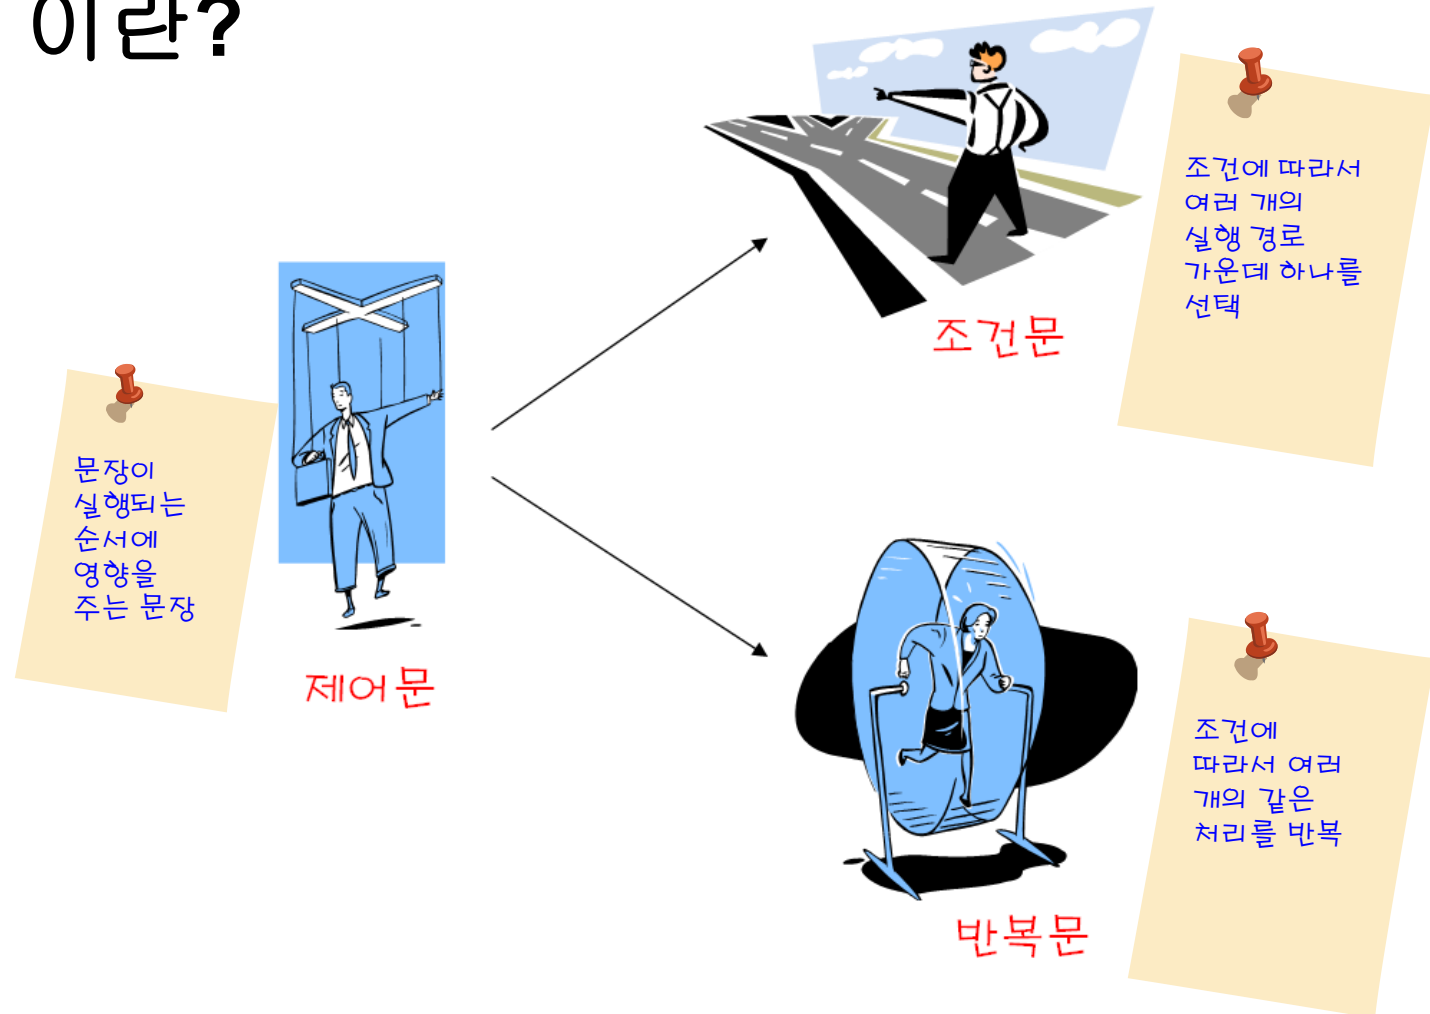 이란?
조건에 따라서
여러 개의
실행 경로
가운데 하나를
선택
조건문
문장이
실행되는
순서에
영향을
주는 문장
제어문
조건에
따라서 여러
개의 같은
처리를 반복
반복문